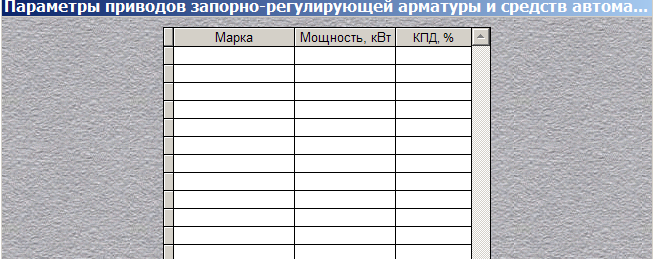 Параметры приводов запорно-регулирующей арматуры и средств автома...
Марка Мощность, кВт КПД, %